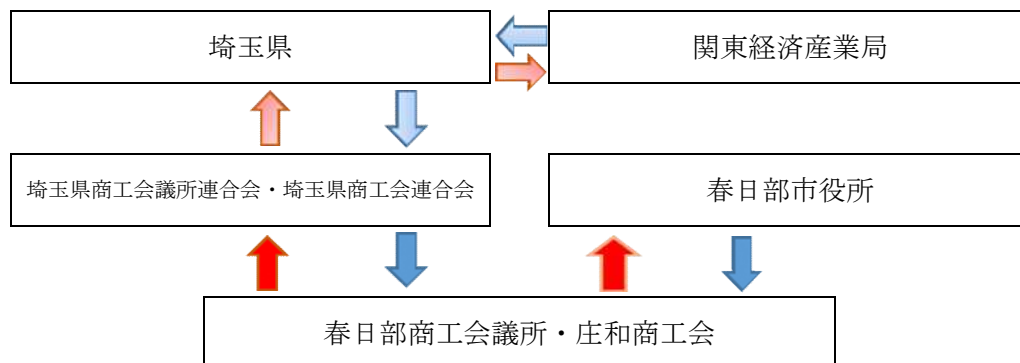 埼玉県
関東経済産業局
埼玉県商工会議所連合会・埼玉県商工会連合会
春日部市役所
春日部商工会議所・庄和商工会